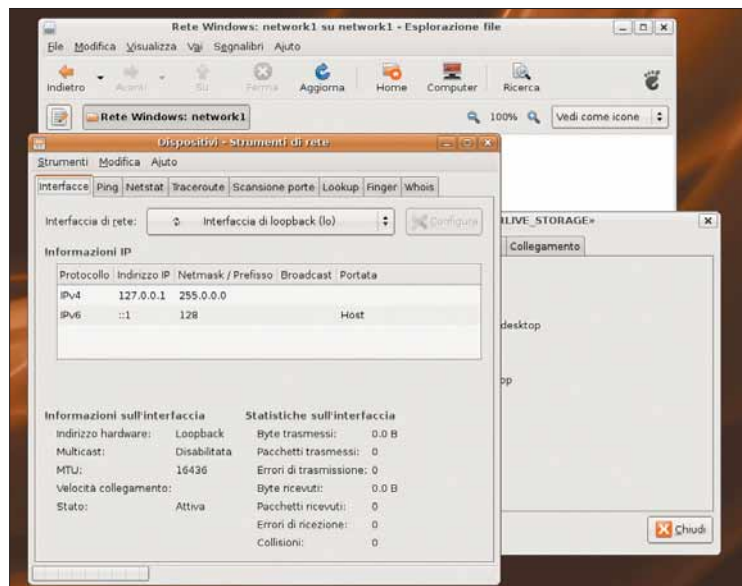 Rete Windows: network1 su network1 - Esplorazione file
File Modifica Visualizza Vai Segnalibri Aiuto
Indietro Avanti Su Ferma Aggiorna Home Computer Ricerca
Rete Windows: network1 100% Vedi come icone
Dispositivi - Strumenti di rete
Strumenti Modifica Aiuto
Interfacce Ping Netstat Traceroute Scansione porte Lookup Finger Whois
Interfaccia di rete: Interfaccia di loopback (lo) Configura
Informazioni IP
Protocollo Indirizzo IP Netmask / Prefisso Broadcast Portata
IPv4 127.0.0.1 255.0.0.0
IPv6 ::1 128 Host
Informazioni sull'interfaccia
Indirizzo hardware: Loopback
Multicast: Disabilitata
MTU: 16436
Velocità collegamento:
Stato: Attiva
Statistiche sull'interfaccia
Byte trasmessi: 0.0 B
Pacchetti trasmessi: 0
Errori di trasmissione: 0
Byte ricevuti: 0.0 B
Pacchetti ricevuti: 0
Errori di ricezione: 0
Collisioni: 0
LIVE_STORAGE»
Collegamento
desktop
op
Chiudi